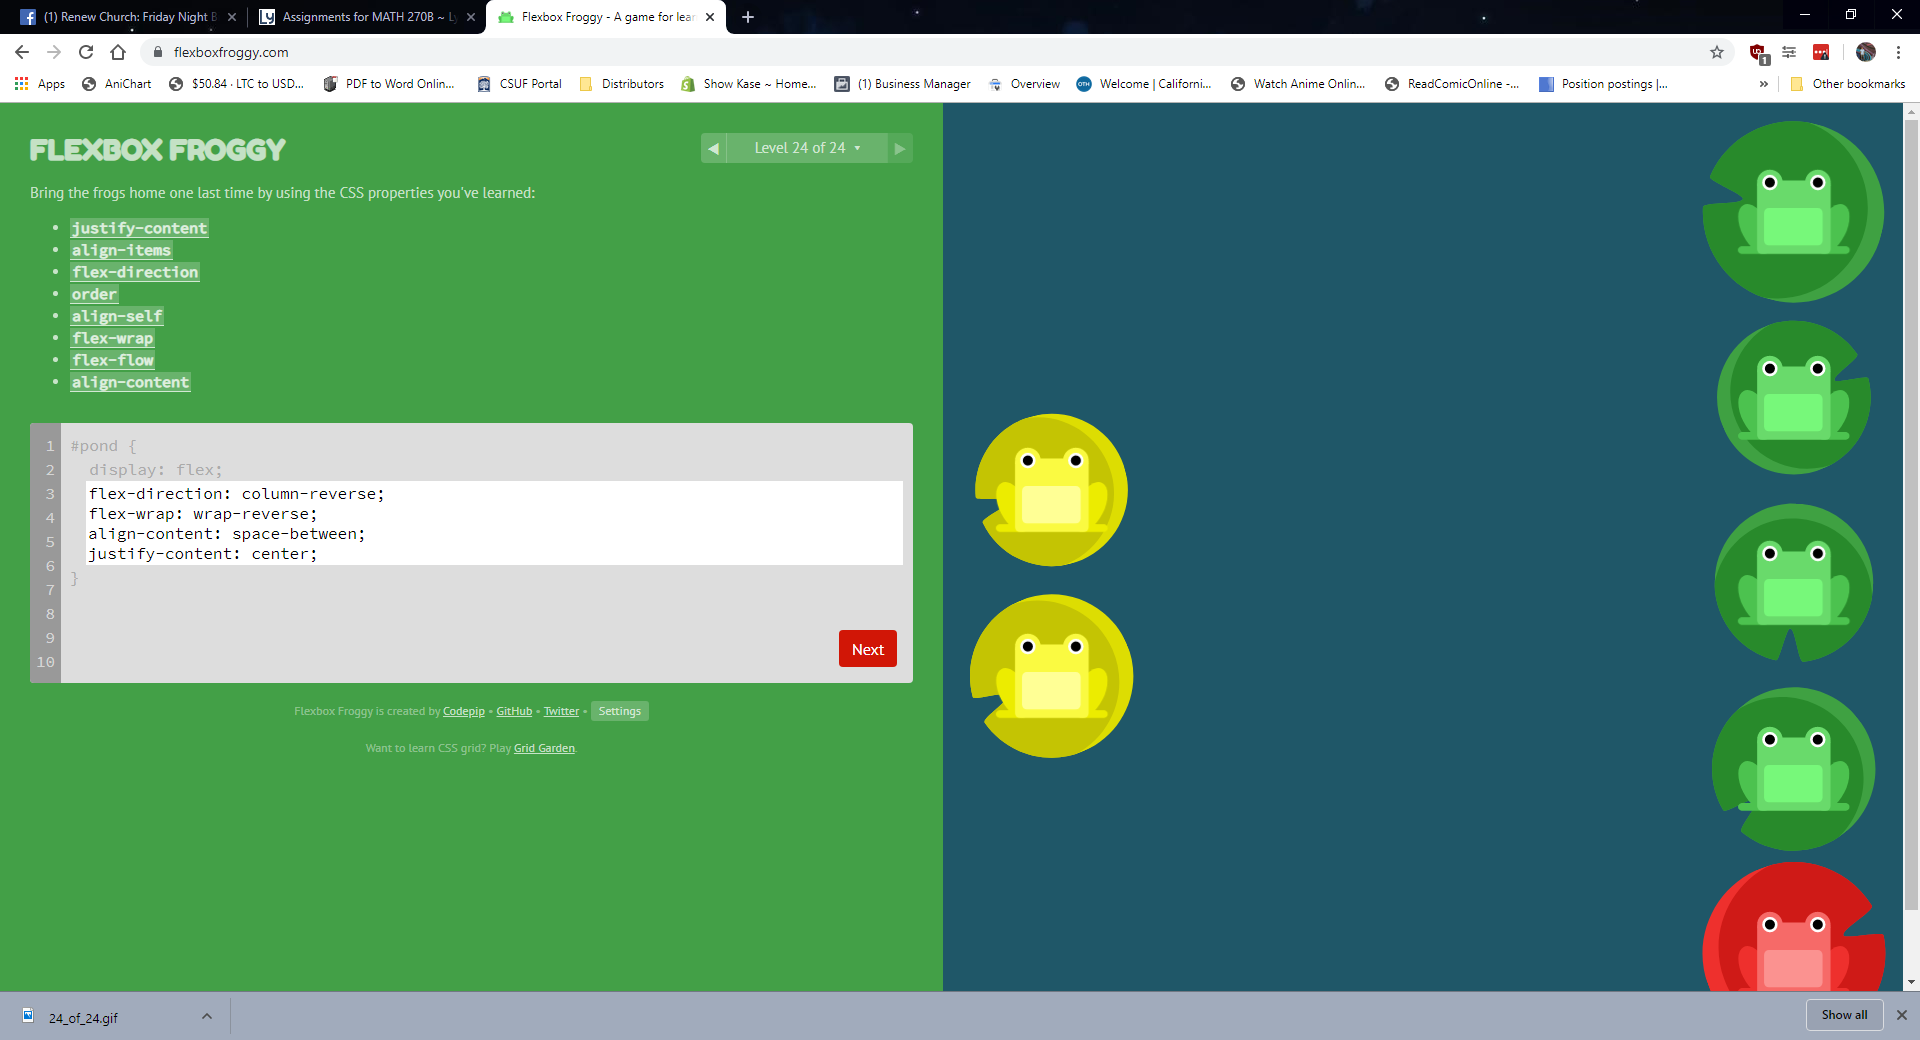 (1) Renew Church: Friday Night B
Assignments for MATH 270B ~ Ly
Flexbox Froggy - A game for lear
flexboxfroggy.com
Apps
AniChart
$50.84 · LTC to USD...
PDF to Word Onlin...
CSUF Portal
Distributors
Show Kase ~ Home...
(1) Business Manager
Overview
Welcome | Californi...
Watch Anime Onlin...
ReadComicOnline -...
Position postings |...
»
Other bookmarks
FLEXBOX FROGGY
◀ Level 24 of 24 ▾ ▶
Bring the frogs home one last time by using the CSS properties you've learned:
• justify-content
• align-items
• flex-direction
• order
• align-self
• flex-wrap
• flex-flow
• align-content
1 #pond {
2 display: flex;
3 flex-direction: column-reverse;
4 flex-wrap: wrap-reverse;
5 align-content: space-between;
6 justify-content: center;
7 }
8
9
10
Next
Flexbox Froggy is created by Codepip • GitHub • Twitter • Settings
Want to learn CSS grid? Play Grid Garden.
24_of_24.gif
Show all